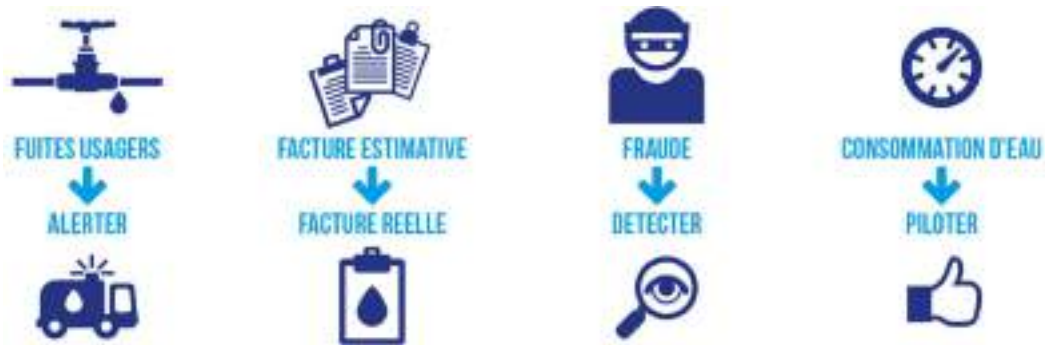 FUITES USAGERS
ALERTER
FACTURE ESTIMATIVE
FACTURE REELLE
FRAUDE
DETECTER
CONSOMMATION D'EAU
PILOTER